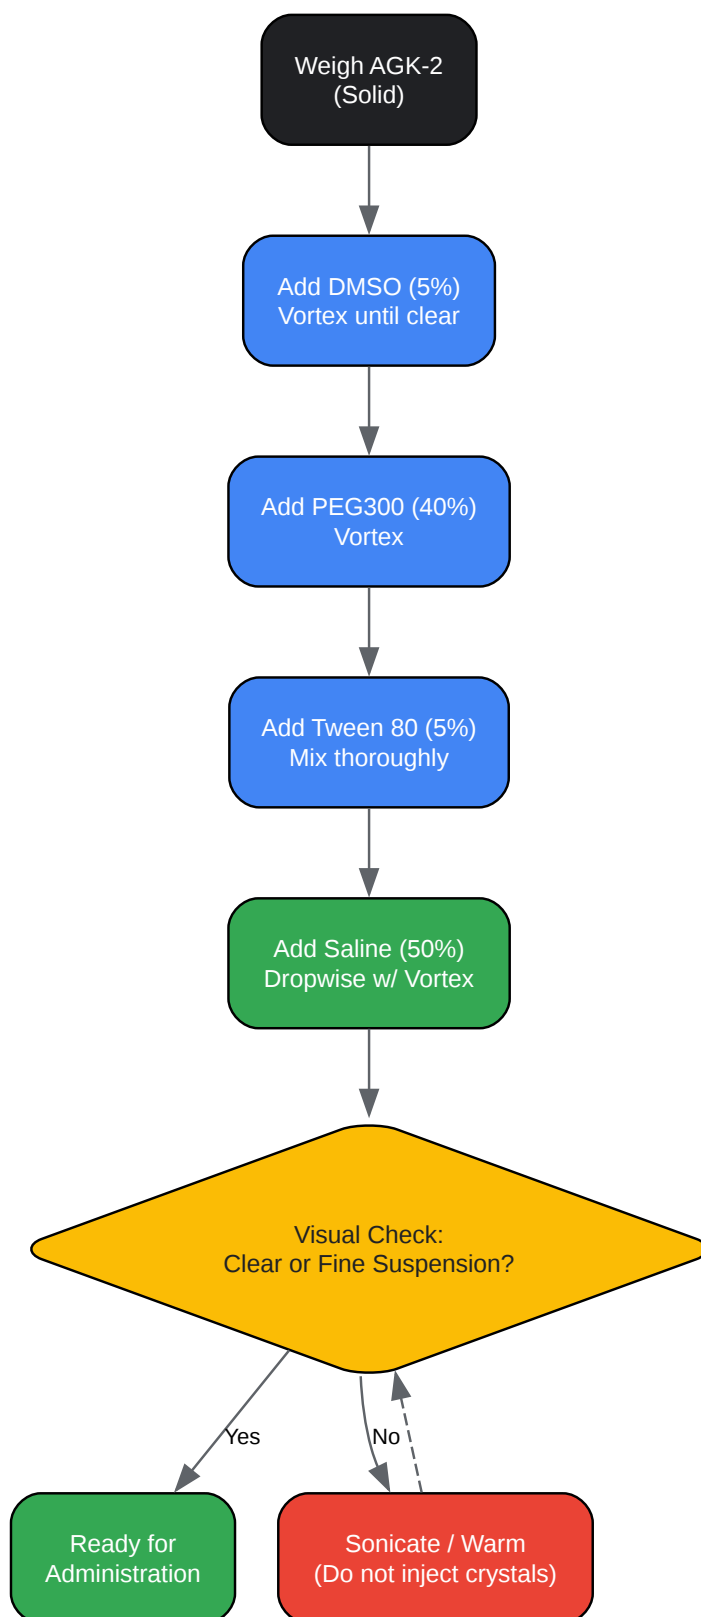 Weigh AGK-2
(Solid)
Add DMSO (5%)
Vortex until clear
Add PEG300 (40%)
Vortex
Add Tween 80 (5%)
Mix thoroughly
Add Saline (50%)
Dropwise w/ Vortex
Visual Check:
Clear or Fine Suspension?
Yes
No
Ready for
Administration
Sonicate / Warm
(Do not inject crystals)